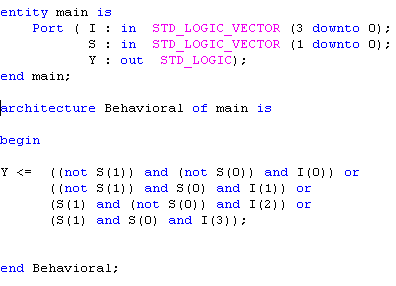 entity main is
Port ( I : in STD_LOGIC_VECTOR (3 downto 0);
S : in STD_LOGIC_VECTOR (1 downto 0);
Y : out STD_LOGIC);
end main;
architecture Behavioral of main is
begin
Y <= ((not S(1)) and (not S(0)) and I(0)) or
((not S(1)) and S(0) and I(1)) or
(S(1) and (not S(0)) and I(2)) or
(S(1) and S(0) and I(3));
end Behavioral;